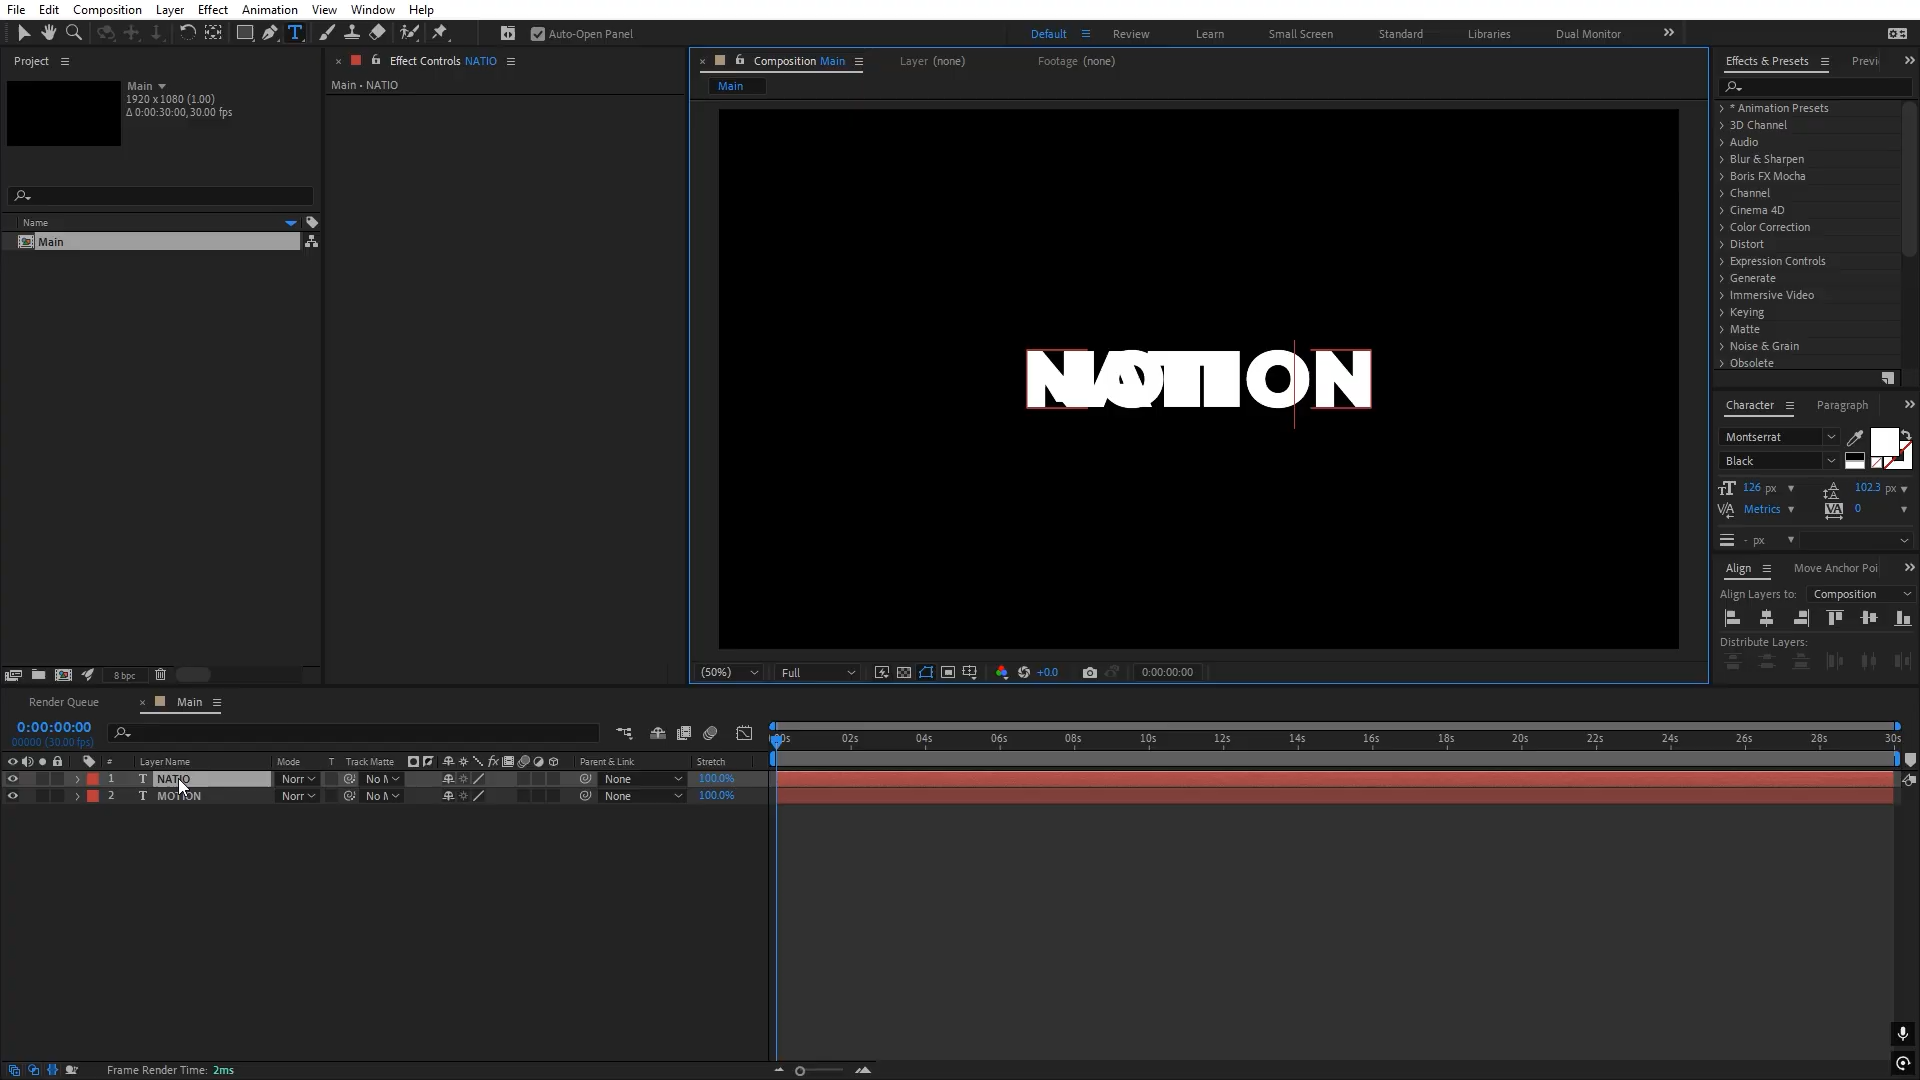 File Edit Composition Layer Effect Animation View Window Help
T Auto-Open Panel Default Review Learn Small Screen Standard Libraries Dual Monitor
Project Effect Controls NATIO Composition Main Layer (none) Footage (none) Effects & Presets Previ
Main
1920 x 1080 (1.00)
Δ 0:00:30:00, 30.00 fps
Main • NATIO
Main
* Animation Presets
3D Channel
Audio
Blur & Sharpen
Boris FX Mocha
Channel
Cinema 4D
Color Correction
Distort
Expression Controls
Generate
Immersive Video
Keying
Matte
Noise & Grain
Obsolete
Name
Main
Character Paragraph
Montserrat
Black
126 px 102.3 px
Metrics 0
- px
Align Move Anchor Poi
Align Layers to: Composition
Distribute Layers:
8 bpc
(50%) Full +0.0 0:00:00:00
Render Queue Main
0:00:00:00
00000 (30.00 fps)
02s 04s 06s 08s 10s 12s 14s 16s 18s 20s 22s 24s 26s 28s 30s
# Layer Name Mode T Track Matte fx Parent & Link Stretch
1 T NATIO Norr No M None 100.0%
2 T MOTION Norr No M None 100.0%
Frame Render Time: 2ms